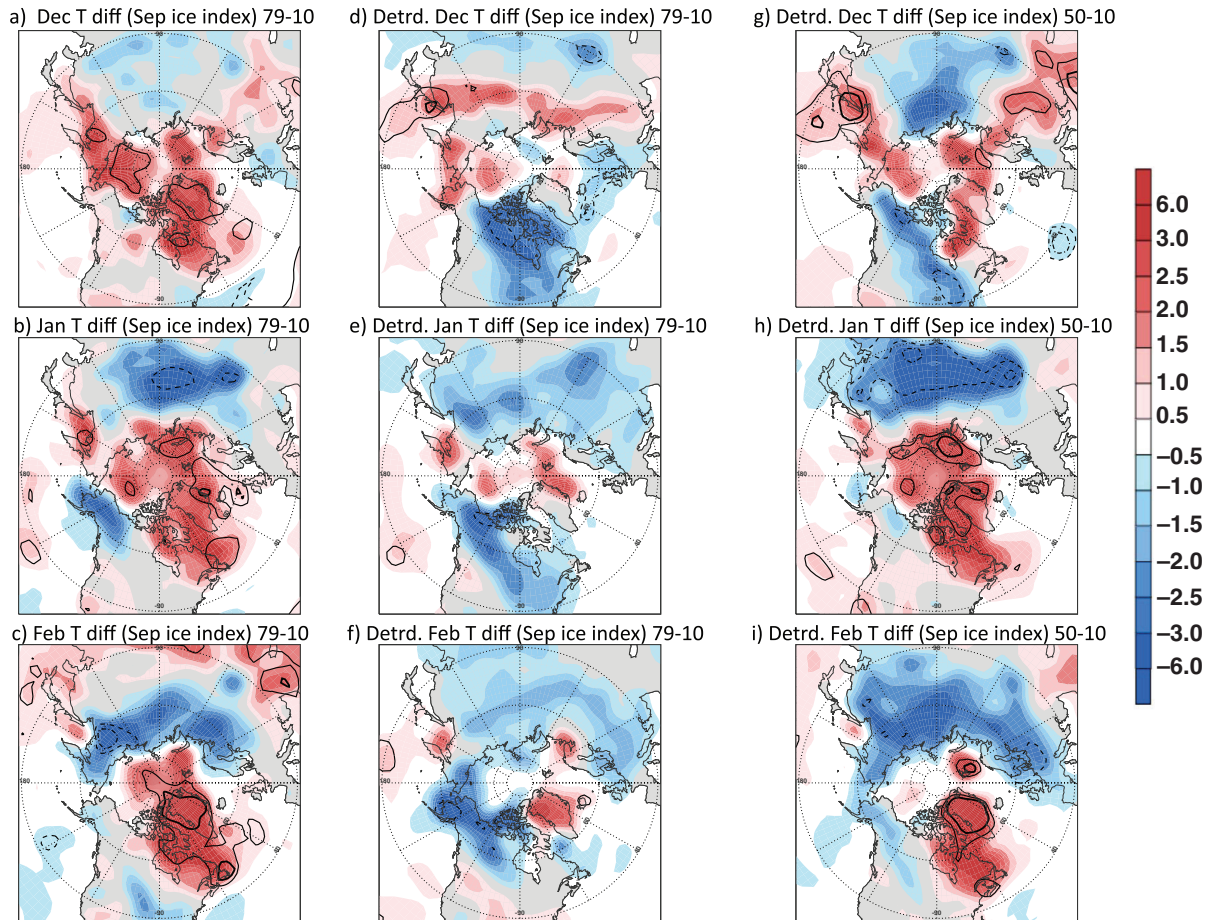 a) Dec T diff (Sep ice index) 79-10
d) Detrd. Dec T diff (Sep ice index) 79-10
g) Detrd. Dec T diff (Sep ice index) 50-10
b) Jan T diff (Sep ice index) 79-10
e) Detrd. Jan T diff (Sep ice index) 79-10
h) Detrd. Jan T diff (Sep ice index) 50-10
c) Feb T diff (Sep ice index) 79-10
f) Detrd. Feb T diff (Sep ice index) 79-10
i) Detrd. Feb T diff (Sep ice index) 50-10
6.0
3.0
2.5
2.0
1.5
1.0
0.5
−0.5
−1.0
−1.5
−2.0
−2.5
−3.0
−6.0